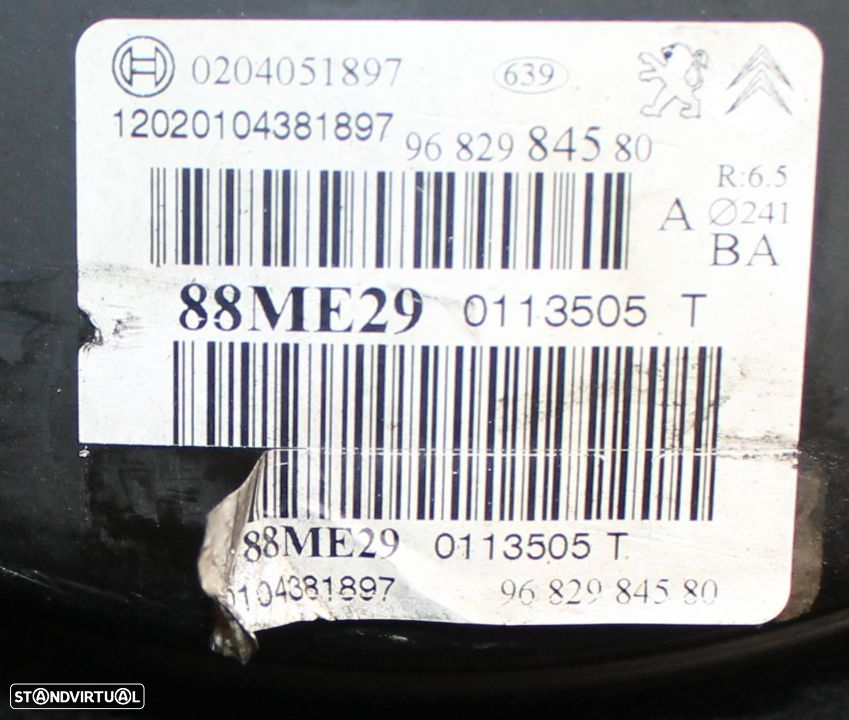 0204051897 639
12020104381897 96 829 845 80
R:6.5
A Ø241
BA
88ME29 0113505 T
88ME29 0113505 T
0104381897 96 829 845 80
STANDVIRTUAL